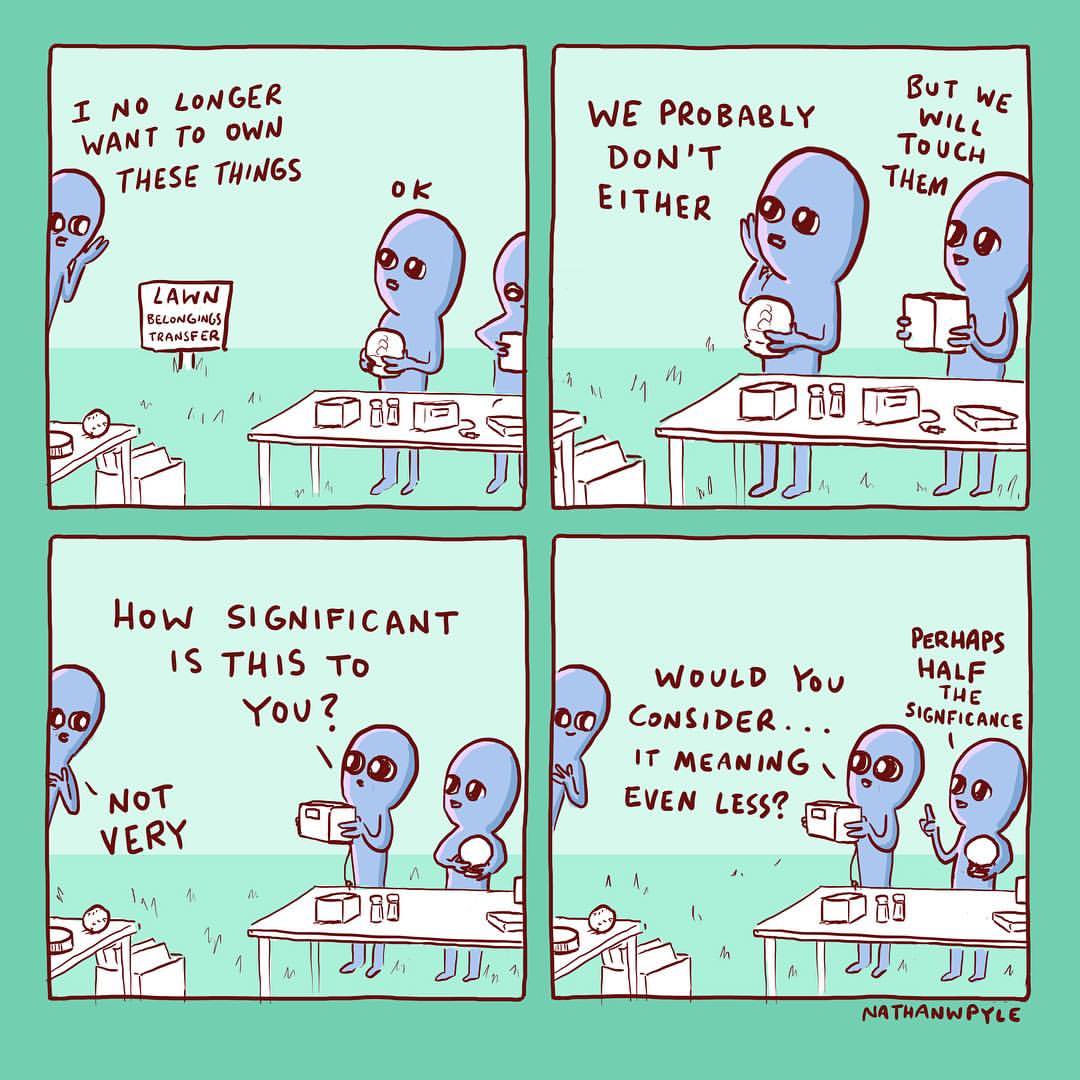 I NO LONGER
WANT TO OWN
THESE THINGS
OK
LAWN
BELONGINGS
TRANSFER
WE PROBABLY
DON'T
EITHER
BUT WE
WILL
TOUCH
THEM
HOW SIGNIFICANT
IS THIS TO
YOU?
NOT
VERY
WOULD YOU
CONSIDER...
IT MEANING
EVEN LESS?
PERHAPS
HALF
THE
SIGNFICANCE
NATHANWPYLE